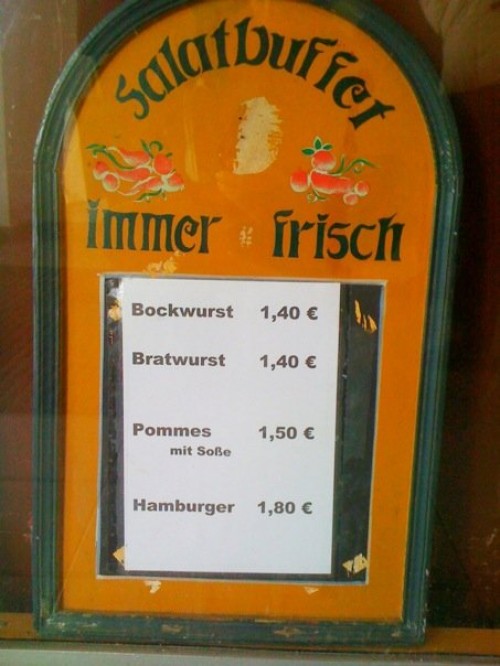 Salatbuffet
immer frisch
Bockwurst 1,40 €
Bratwurst 1,40 €
Pommes 1,50 €
mit Soße
Hamburger 1,80 €